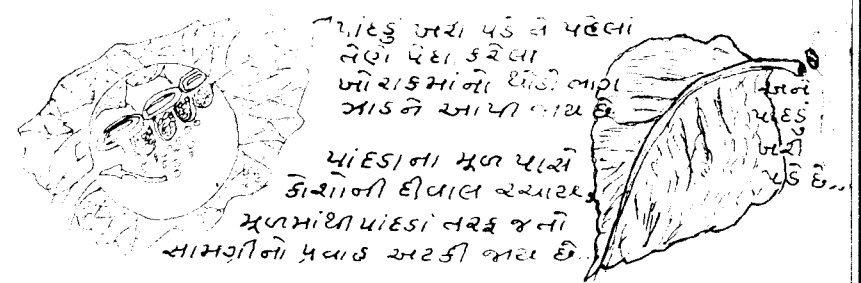 પાંદડું ખરી પડે તે પહેલાં
તેણે પેદા કરેલા
ખોરાકમાંનો થોડો ભાગ
ઝાડને આપી જાય છે
પાંદડાના મૂળ પાસે
કોશોની દીવાલ રચાય,
મૂળમાંથી પાંદડાં તરફ જતો
સામગ્રીનો પ્રવાહ અટકી જાય છે..
અને
પાંદડું
ખરી
પડે છે..